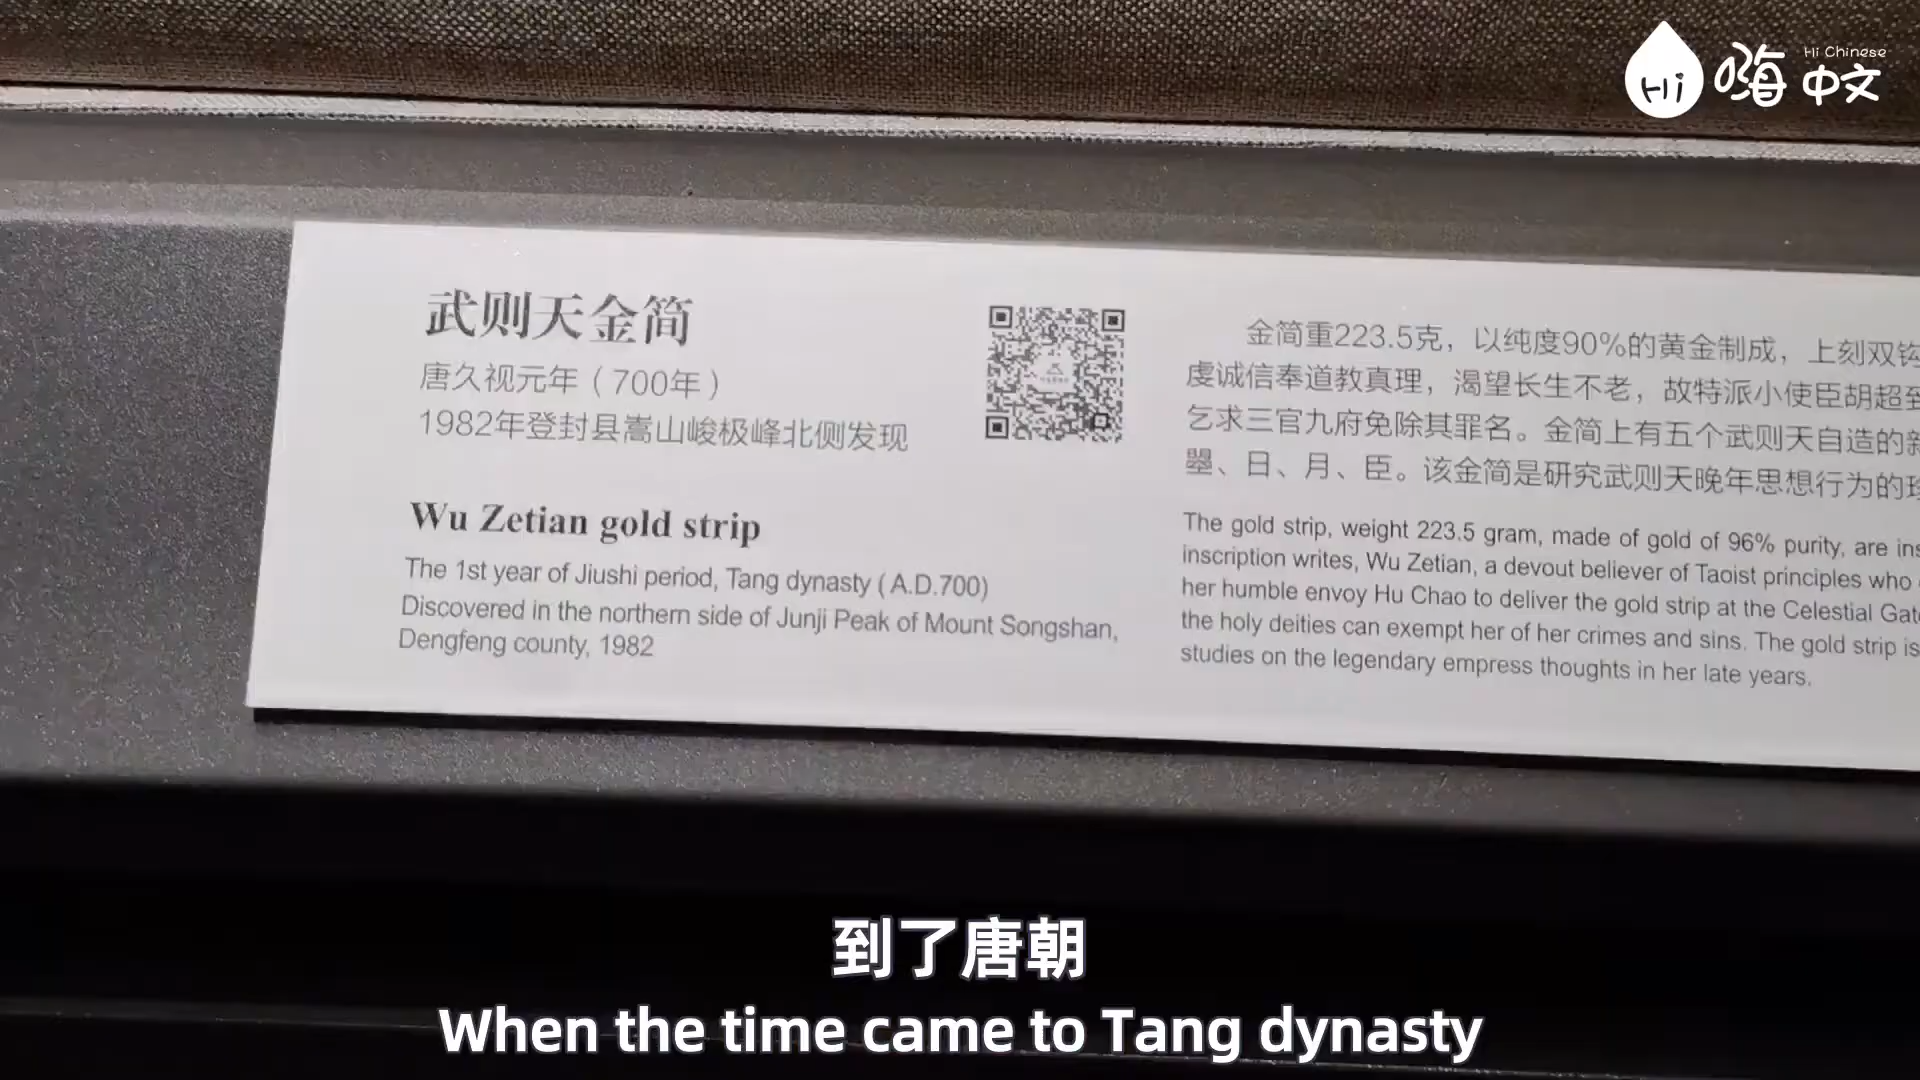 Hi
嗨中文
Hi Chinese
武则天金简
唐久视元年（700年）
1982年登封县嵩山峻极峰北侧发现
Wu Zetian gold strip
The 1st year of Jiushi period, Tang dynasty ( A.D.700)
Discovered in the northern side of Junji Peak of Mount Songshan,
Dengfeng county, 1982
金简重223.5克，以纯度90%的黄金制成，上刻双钩
虔诚信奉道教真理，渴望长生不老，故特派小使臣胡超到
乞求三官九府免除其罪名。金简上有五个武则天自造的新
曌、日、月、臣。该金简是研究武则天晚年思想行为的珍
The gold strip, weight 223.5 gram, made of gold of 96% purity, are ins
inscription writes, Wu Zetian, a devout believer of Taoist principles who
her humble envoy Hu Chao to deliver the gold strip at the Celestial Gate
the holy deities can exempt her of her crimes and sins. The gold strip is
studies on the legendary empress thoughts in her late years.
到了唐朝
When the time came to Tang dynasty